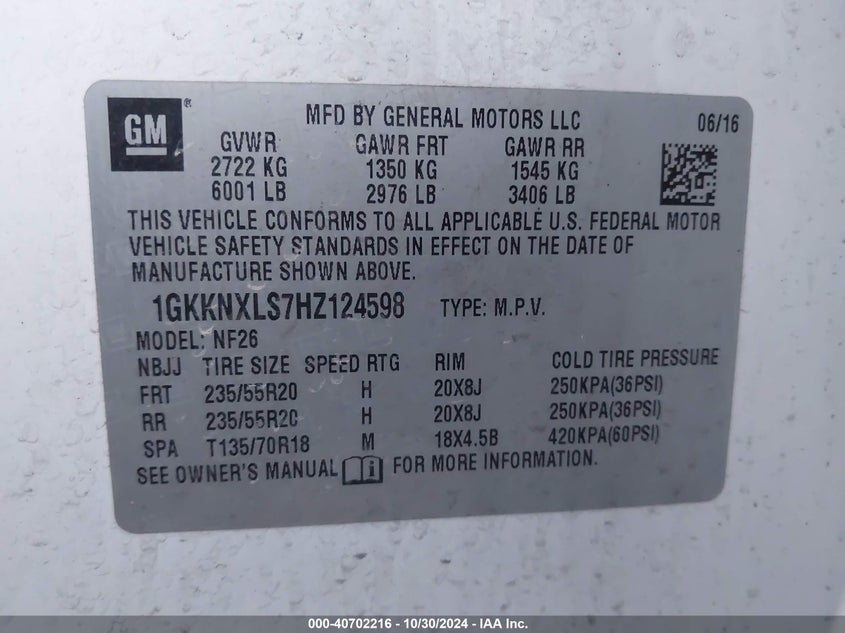 GM ® MFD BY GENERAL MOTORS LLC 06/16
GVWR GAWR FRT GAWR RR
2722 KG 1350 KG 1545 KG
6001 LB 2976 LB 3406 LB
THIS VEHICLE CONFORMS TO ALL APPLICABLE U.S. FEDERAL MOTOR
VEHICLE SAFETY STANDARDS IN EFFECT ON THE DATE OF
MANUFACTURE SHOWN ABOVE.
1GKKNXLS7HZ124598 TYPE: M.P.V.
MODEL: NF26
NBJJ TIRE SIZE SPEED RTG RIM COLD TIRE PRESSURE
FRT 235/55R20 H 20X8J 250KPA(36PSI)
RR 235/55R20 H 20X8J 250KPA(36PSI)
SPA T135/70R18 M 18X4.5B 420KPA(60PSI)
SEE OWNER'S MANUAL FOR MORE INFORMATION.
000-40702216 - 10/30/2024 - IAA Inc.